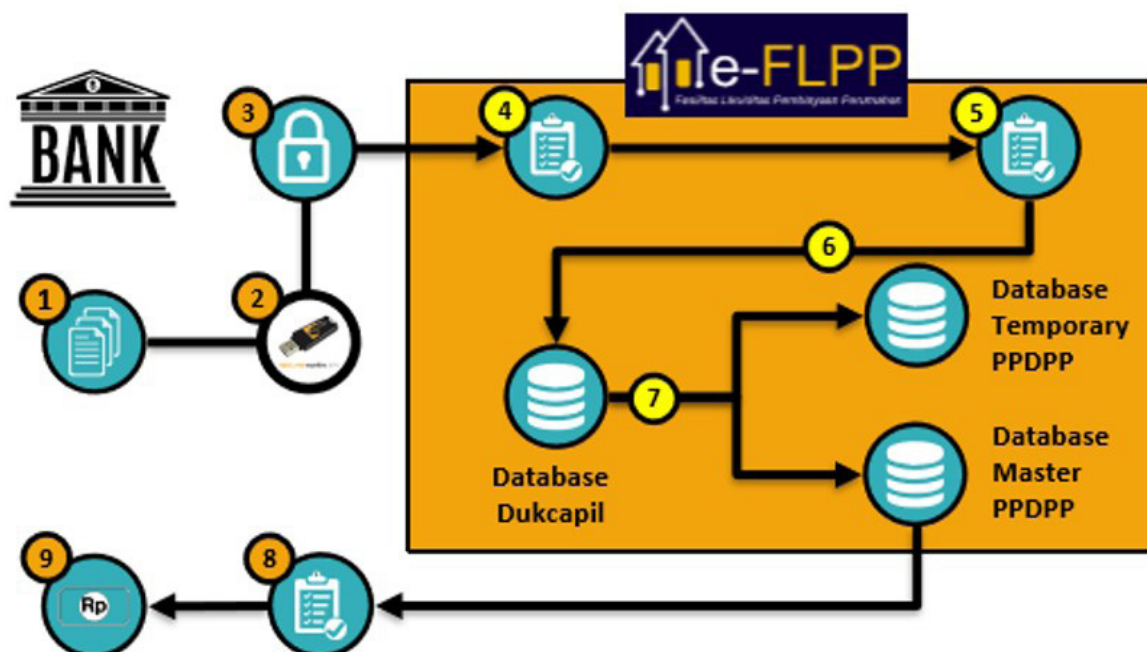 e-FLPP
Fasilitas Likuiditas Pembiayaan Perumahan
BANK
3
4
5
6
1
2
Database
Temporary
PPDPP
7
Database
Dukcapil
Database
Master
PPDPP
9
8
Rp